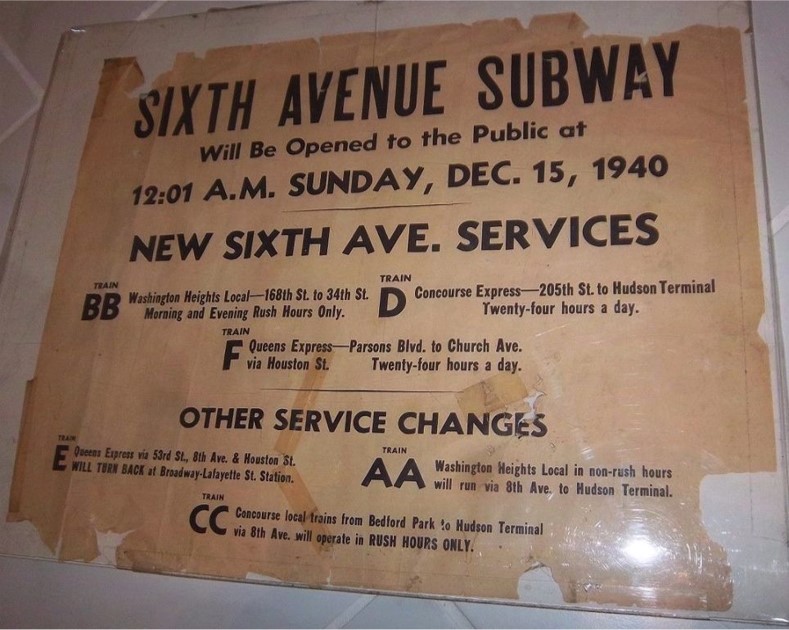 SIXTH AVENUE SUBWAY
Will Be Opened to the Public at
12:01 A.M. SUNDAY, DEC. 15, 1940
NEW SIXTH AVE. SERVICES
TRAIN
BB Washington Heights Local—168th St. to 34th St.
Morning and Evening Rush Hours Only.
TRAIN
D Concourse Express—205th St. to Hudson Terminal
Twenty-four hours a day.
TRAIN
F Queens Express—Parsons Blvd. to Church Ave.
via Houston St. Twenty-four hours a day.
OTHER SERVICE CHANGES
TRAIN
E Queens Express via 53rd St., 8th Ave. & Houston St.
WILL TURN BACK at Broadway-Lafayette St. Station.
TRAIN
AA Washington Heights Local in non-rush hours
will run via 8th Ave. to Hudson Terminal.
TRAIN
CC Concourse local trains from Bedford Park to Hudson Terminal
via 8th Ave. will operate in RUSH HOURS ONLY.